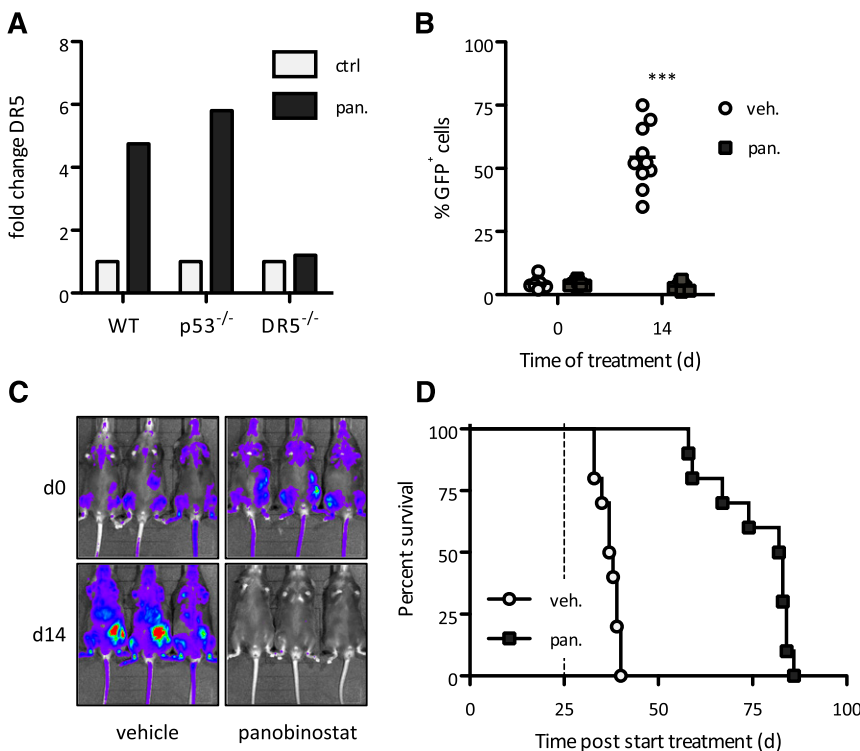 A
fold change DR5
8
6
4
2
0
ctrl
pan.
WT p53-/- DR5-/-
B
% GFP+ cells
100
75
50
25
0
***
veh.
pan.
0 14
Time of treatment (d)
C
d0
d14
vehicle panobinostat
D
Percent survival
100
75
50
25
0
veh.
pan.
0 25 50 75 100
Time post start treatment (d)